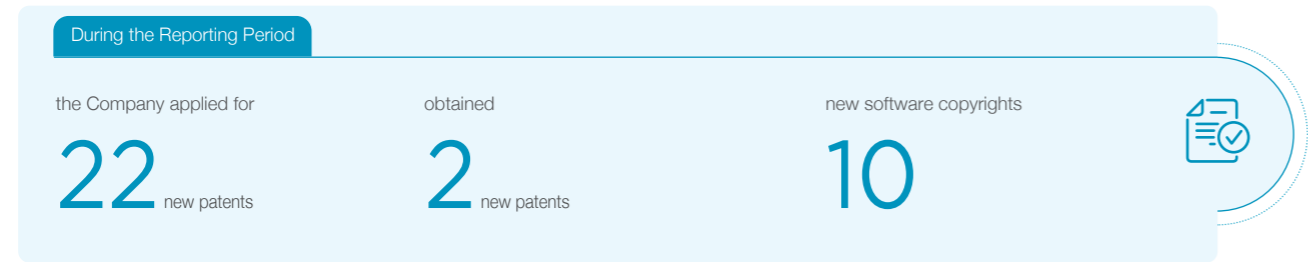 During the Reporting Period
the Company applied for
22 new patents
obtained
2 new patents
new software copyrights
10